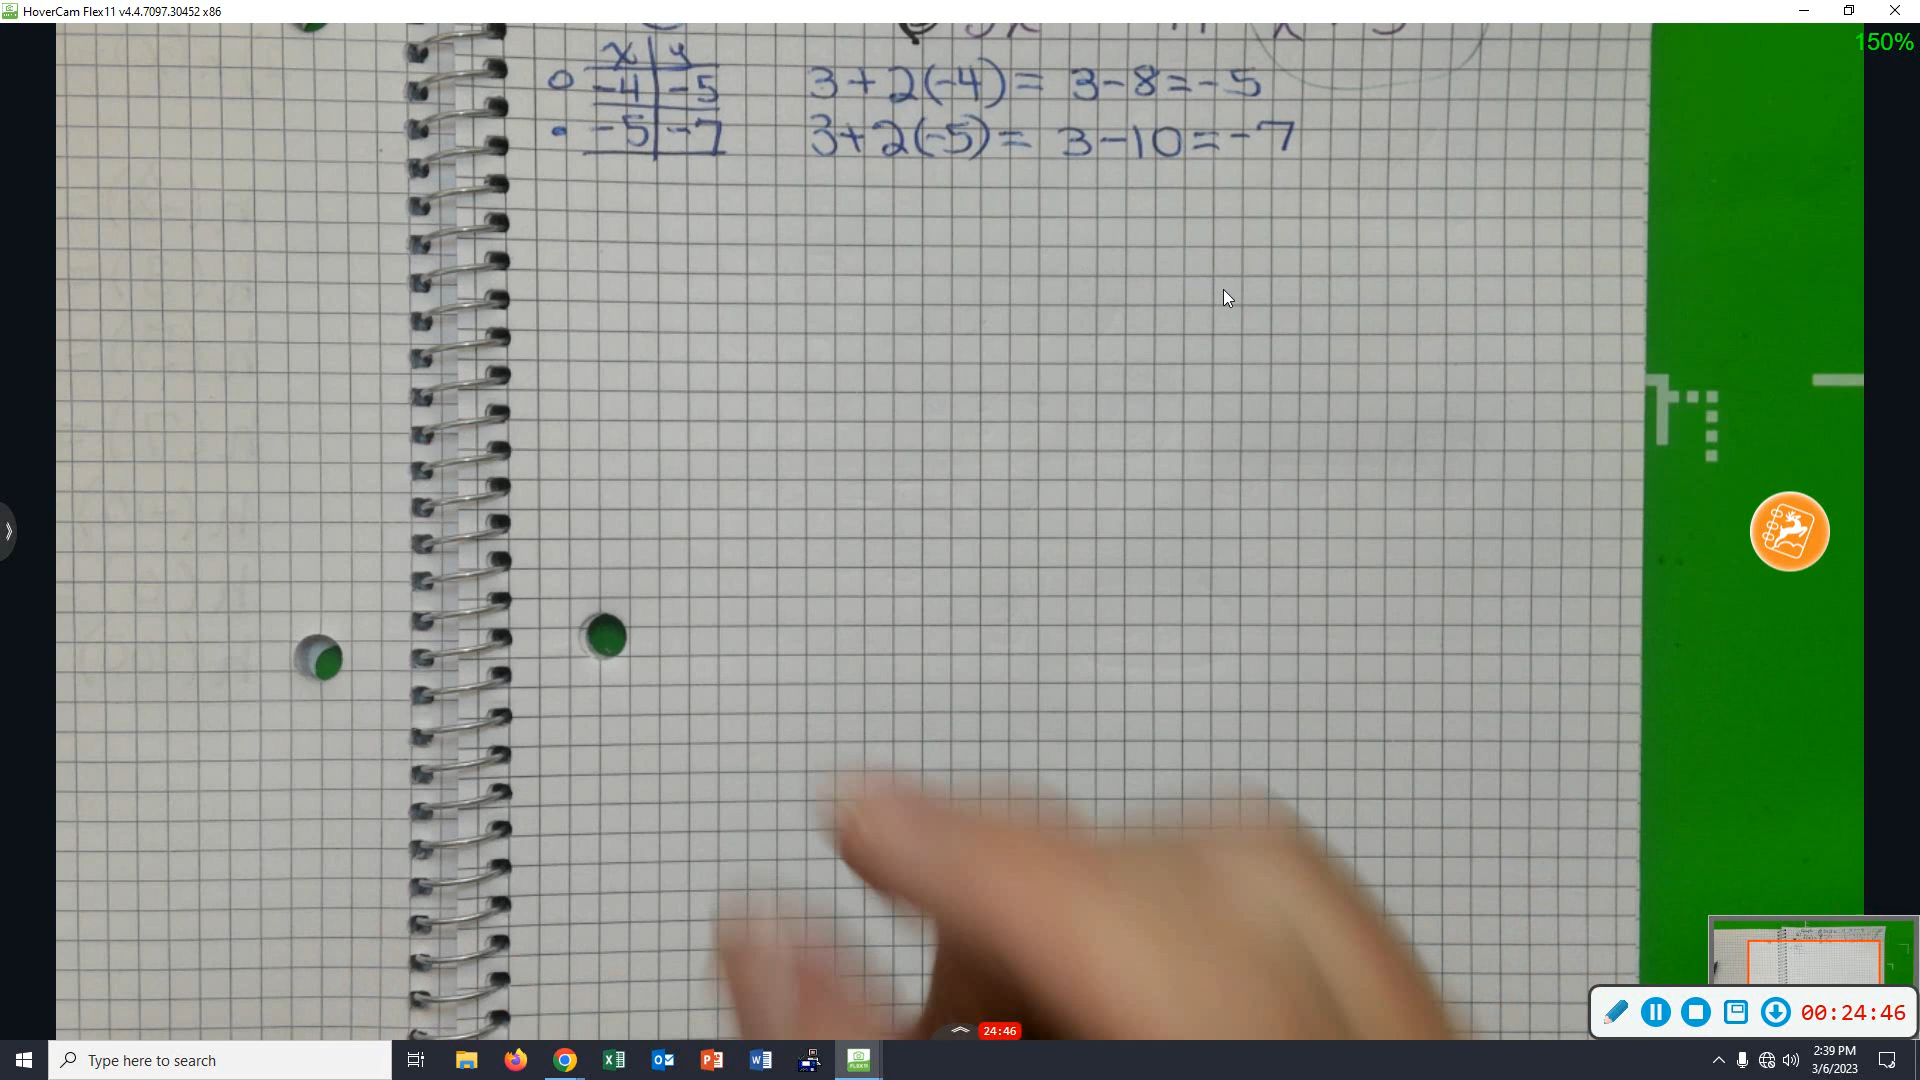 HoverCam Flex11 v4.4.7097.30452 x86
150%
x | y
-4 | -5 3+2(-4)= 3-8=-5
-5 | -7 3+2(-5)= 3-10=-7
00:24:46
24:46
Type here to search
2:39 PM
3/6/2023